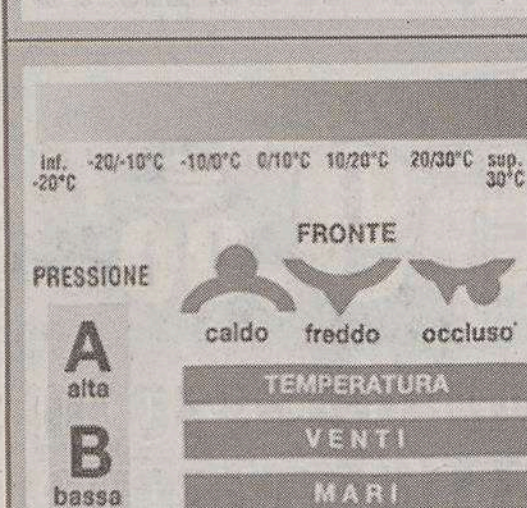 inf. -20/-10°C -10/0°C 0/10°C 10/20°C 20/30°C sup.
-20°C 30°C
FRONTE
PRESSIONE
caldo freddo occluso
A
alta
TEMPERATURA
B
VENTI
bassa
MARI